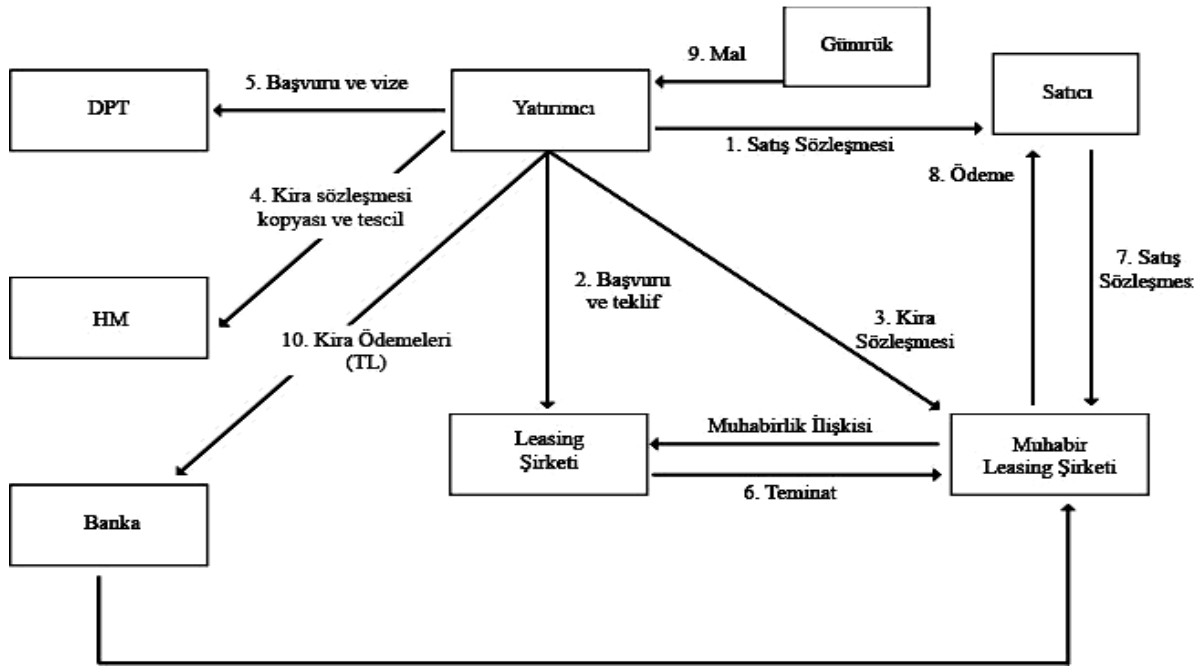 Gümrük
9. Mal
5. Başvuru ve vize
DPT
Yatırımcı
Satıcı
1. Satış Sözleşmesi
8. Ödeme
4. Kira sözleşmesi
kopyası ve tescil
7. Satış
Sözleşmesi
2. Başvuru
ve teklif
HM
3. Kira
Sözleşmesi
10. Kira Ödemeleri
(TL)
Leasing
Şirketi
Muhabirlik İlişkisi
Muhabir
Leasing Şirketi
6. Teminat
Banka